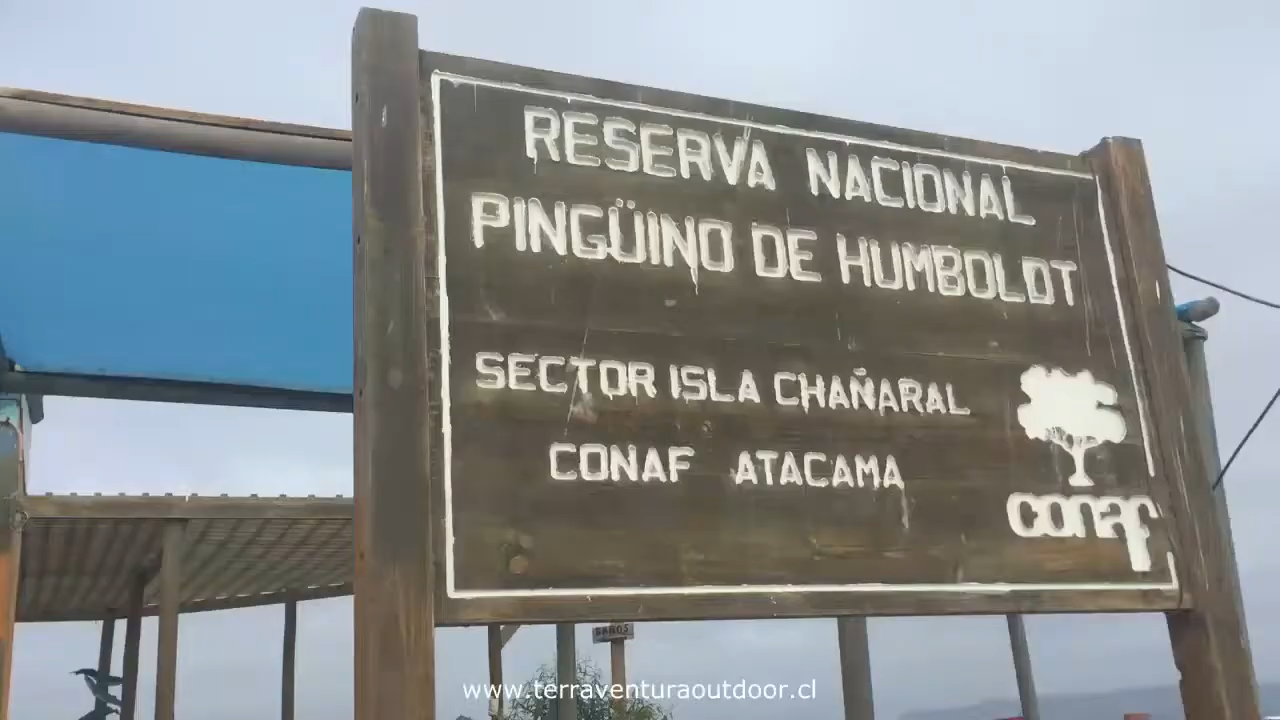 RESERVA NACIONAL
PINGÜINO DE HUMBOLDT
SECTOR ISLA CHAÑARAL
CONAF ATACAMA
conaf
BAÑOS
www.terraventuraoutdoor.cl